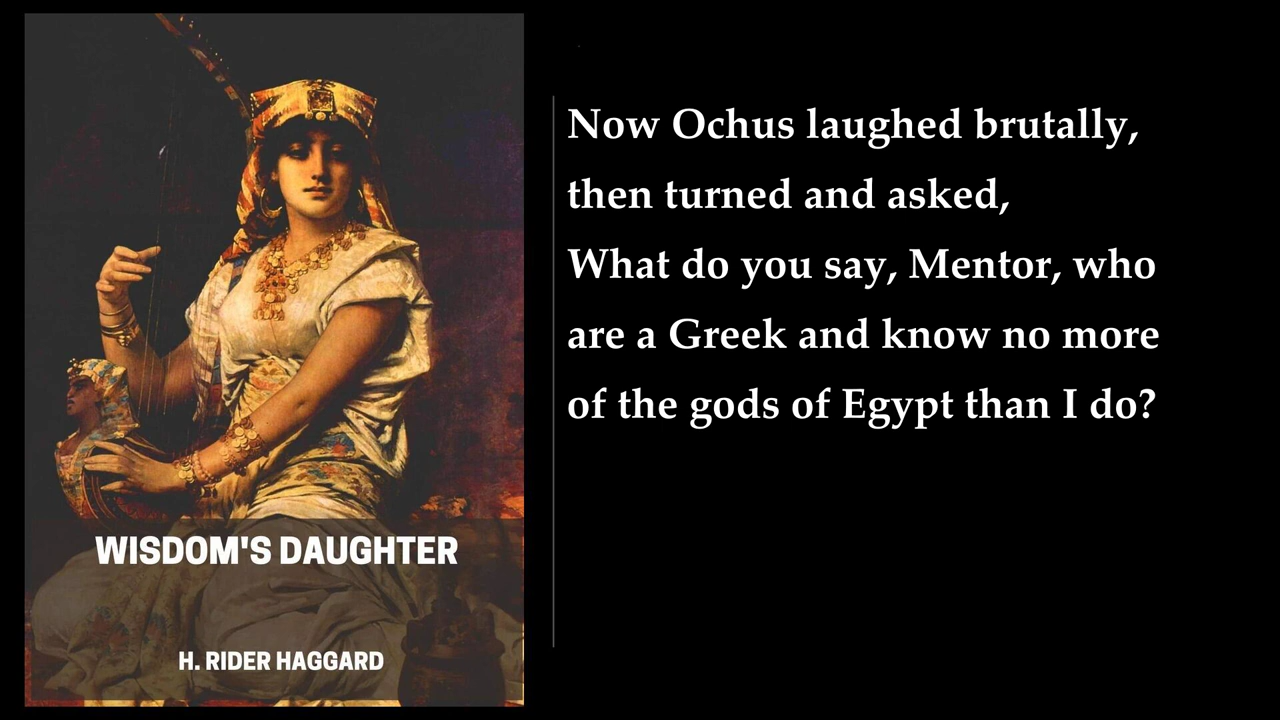 WISDOM'S DAUGHTER
H. RIDER HAGGARD
Now Ochus laughed brutally,
then turned and asked,
What do you say, Mentor, who
are a Greek and know no more
of the gods of Egypt than I do?